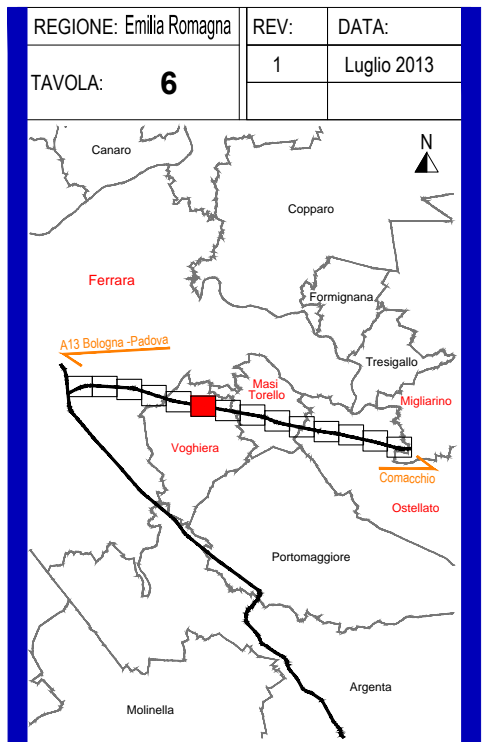 REGIONE: Emilia Romagna
REV:
DATA:
TAVOLA: 6
1
Luglio 2013
N
Canaro
Copparo
Ferrara
Formignana
A13 Bologna -Padova
Tresigallo
Masi
Torello
Migliarino
Voghiera
Comacchio
Ostellato
Portomaggiore
Argenta
Molinella